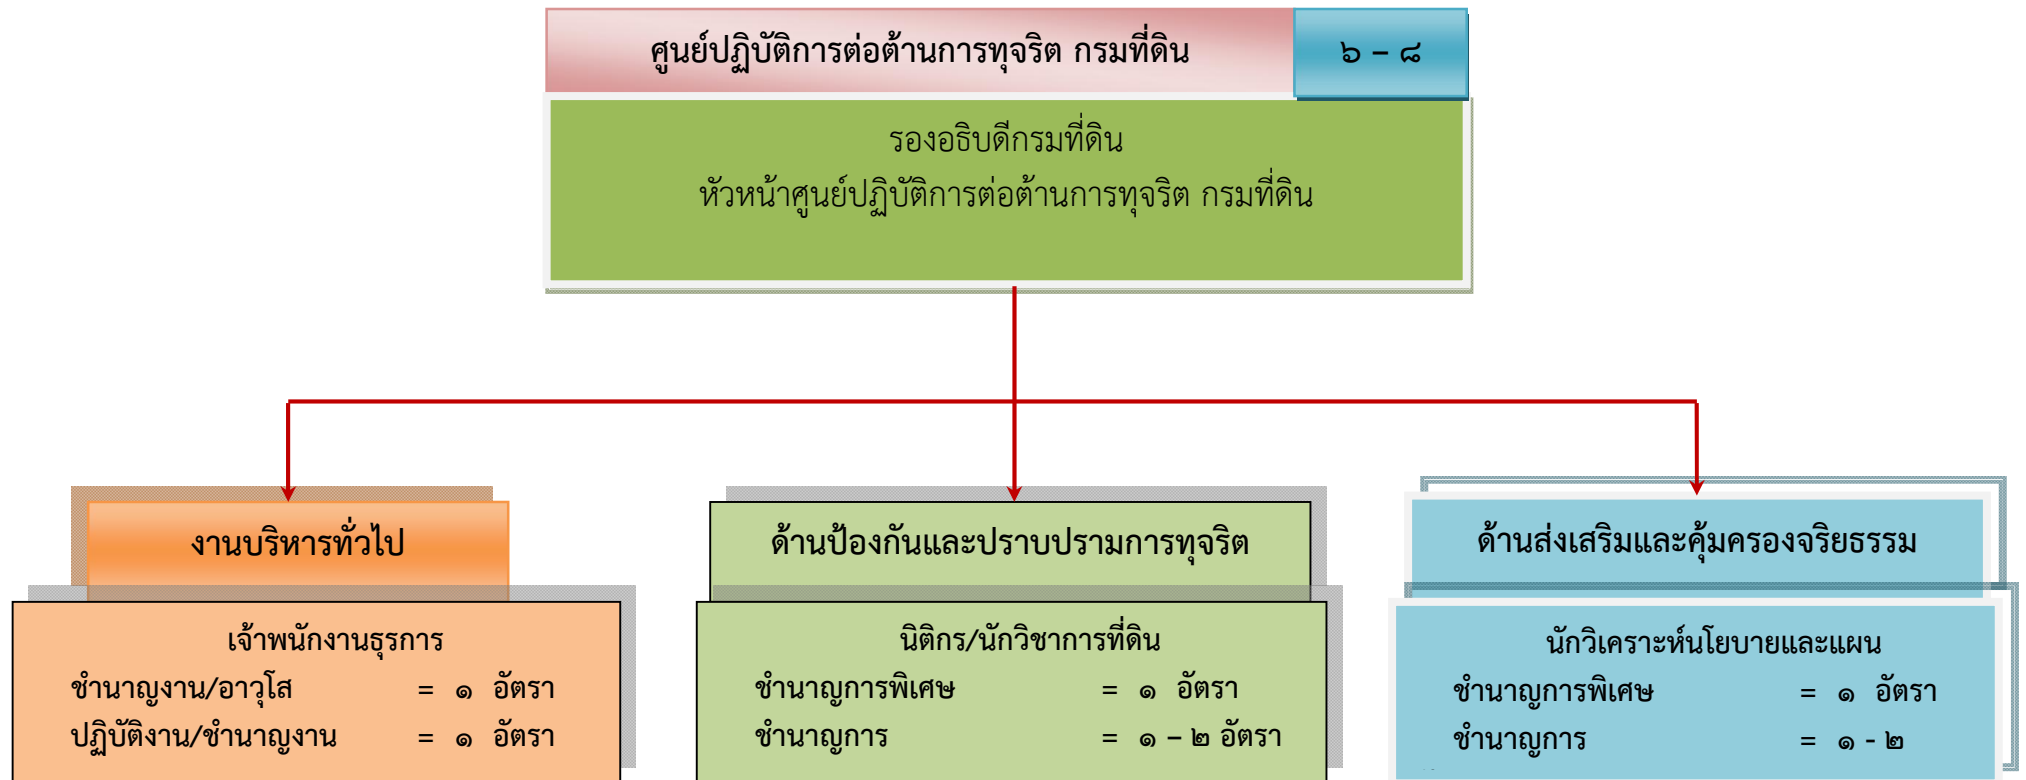 ศูนย์ปฏิบัติการต่อต้านการทุจริต กรมที่ดิน
๖ – ๘
รองอธิบดีกรมที่ดิน
หัวหน้าศูนย์ปฏิบัติการต่อต้านการทุจริต กรมที่ดิน
งานบริหารทั่วไป
เจ้าพนักงานธุรการ
ชำนาญงาน/อาวุโส = ๑ อัตรา
ปฏิบัติงาน/ชำนาญงาน = ๑ อัตรา
ด้านป้องกันและปราบปรามการทุจริต
นิติกร/นักวิชาการที่ดิน
ชำนาญการพิเศษ = ๑ อัตรา
ชำนาญการ = ๑ – ๒ อัตรา
ด้านส่งเสริมและคุ้มครองจริยธรรม
นักวิเคราะห์นโยบายและแผน
ชำนาญการพิเศษ = ๑ อัตรา
ชำนาญการ = ๑ - ๒